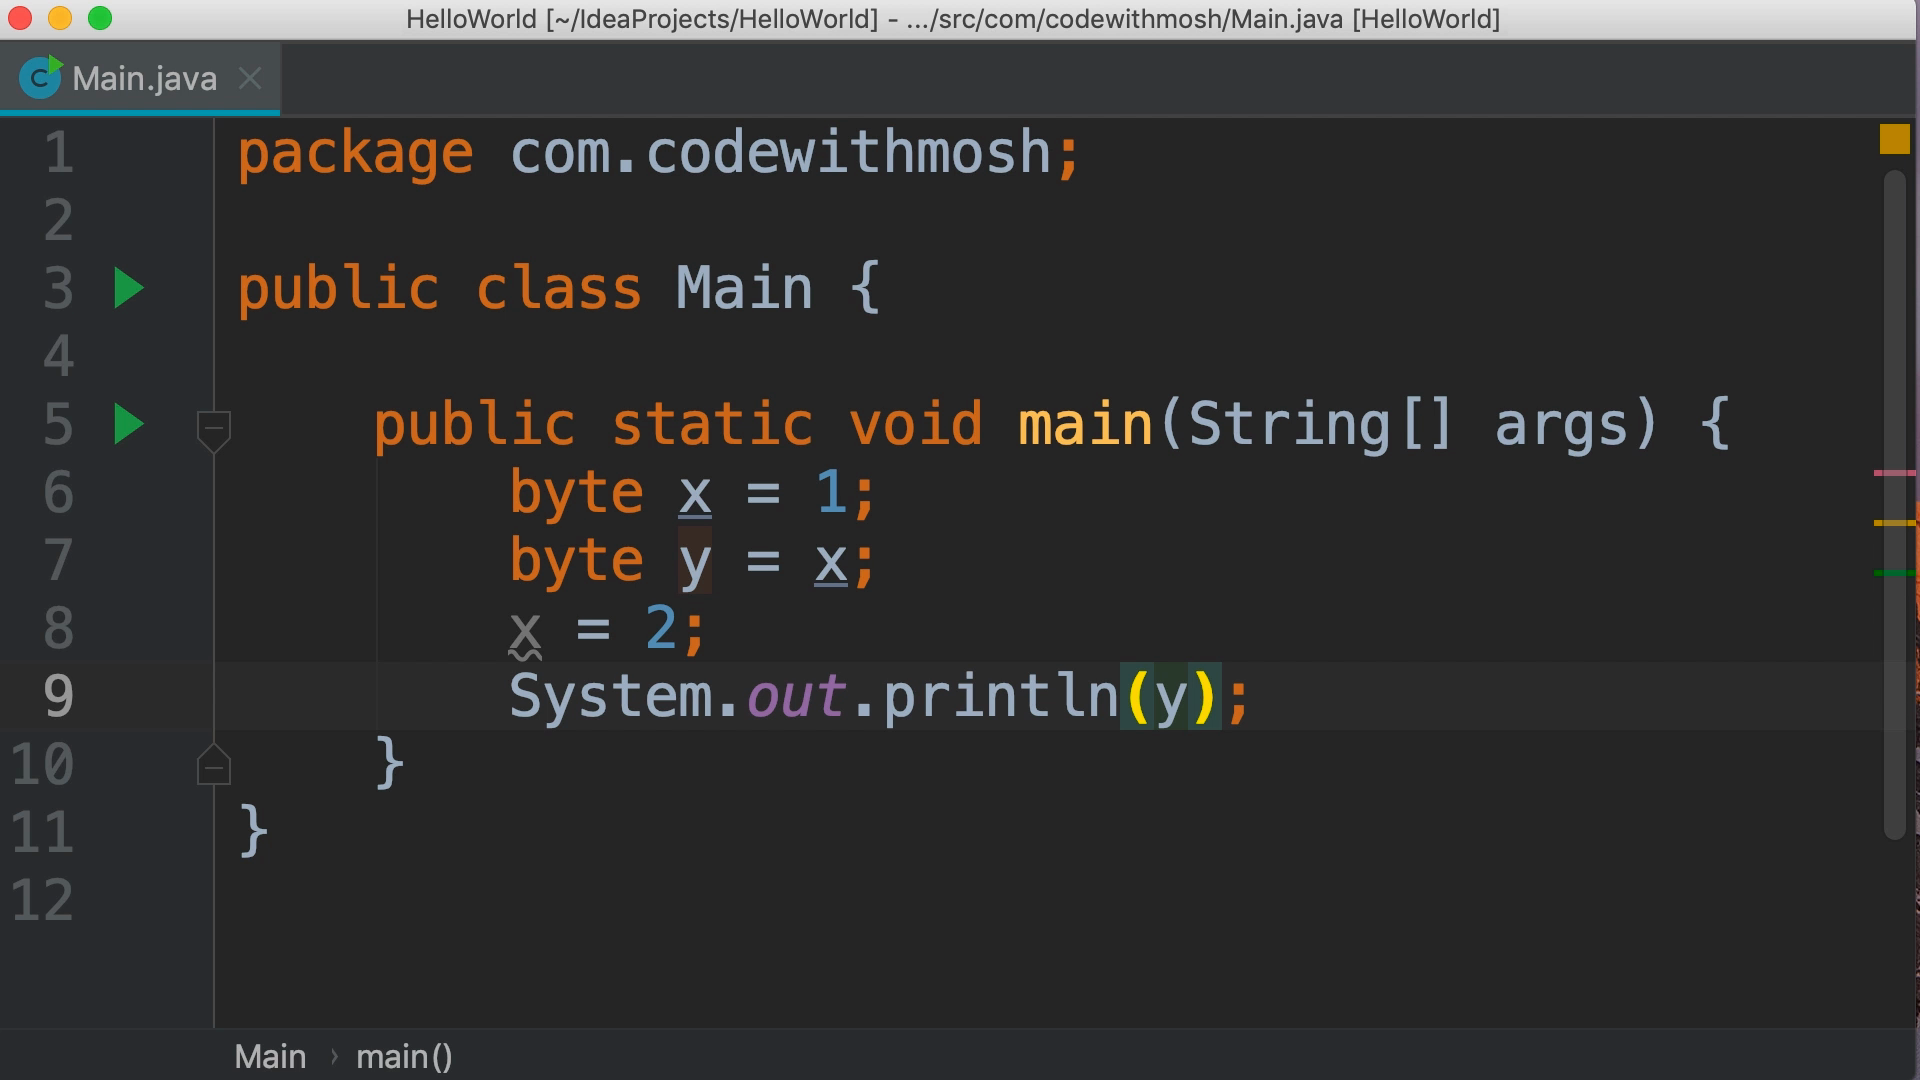 HelloWorld [~/IdeaProjects/HelloWorld] - .../src/com/codewithmosh/Main.java [HelloWorld]
C Main.java
1 package com.codewithmosh;
2
3 public class Main {
4
5 public static void main(String[] args) {
6 byte x = 1;
7 byte y = x;
8 x = 2;
9 System.out.println(y);
10 }
11 }
12
Main › main()